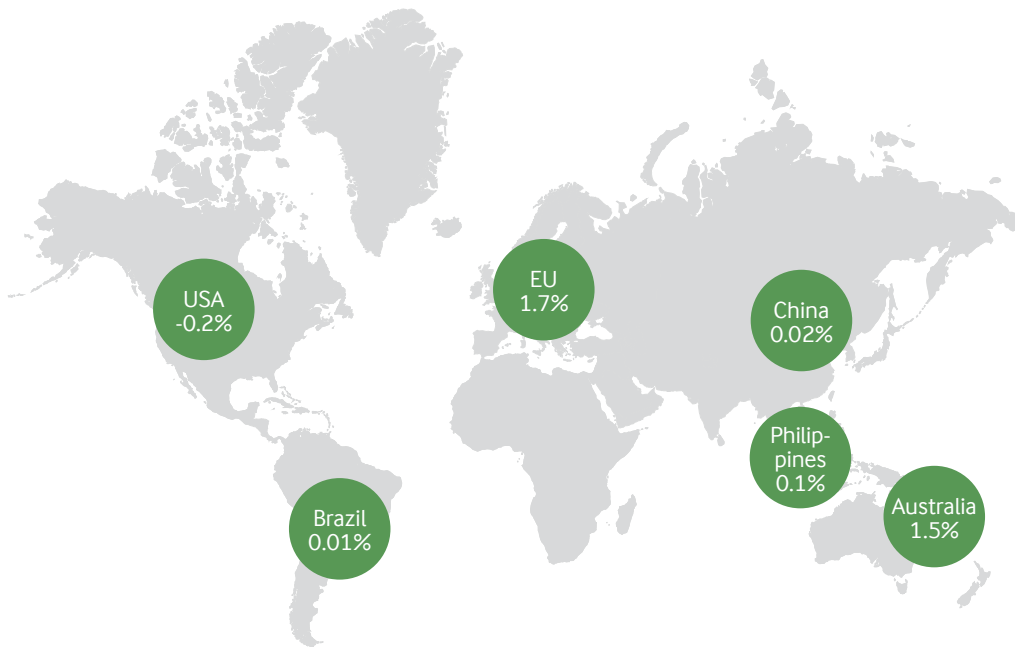 USA
-0.2%
EU
1.7%
China
0.02%
Philip-
pines
0.1%
Australia
1.5%
Brazil
0.01%